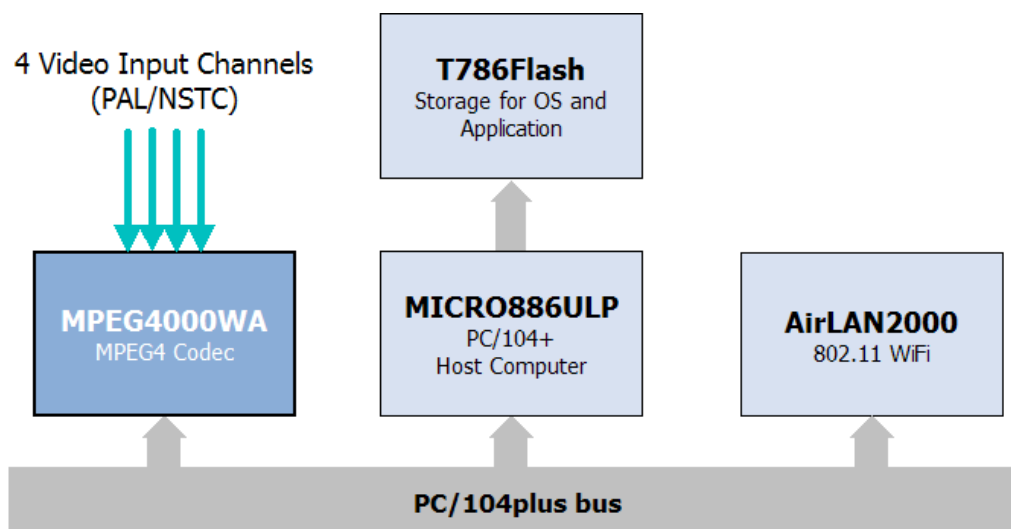 4 Video Input Channels
(PAL/NSTC)
T786Flash
Storage for OS and
Application
MPEG4000WA
MPEG4 Codec
MICRO886ULP
PC/104+
Host Computer
AirLAN2000
802.11 WiFi
PC/104plus bus